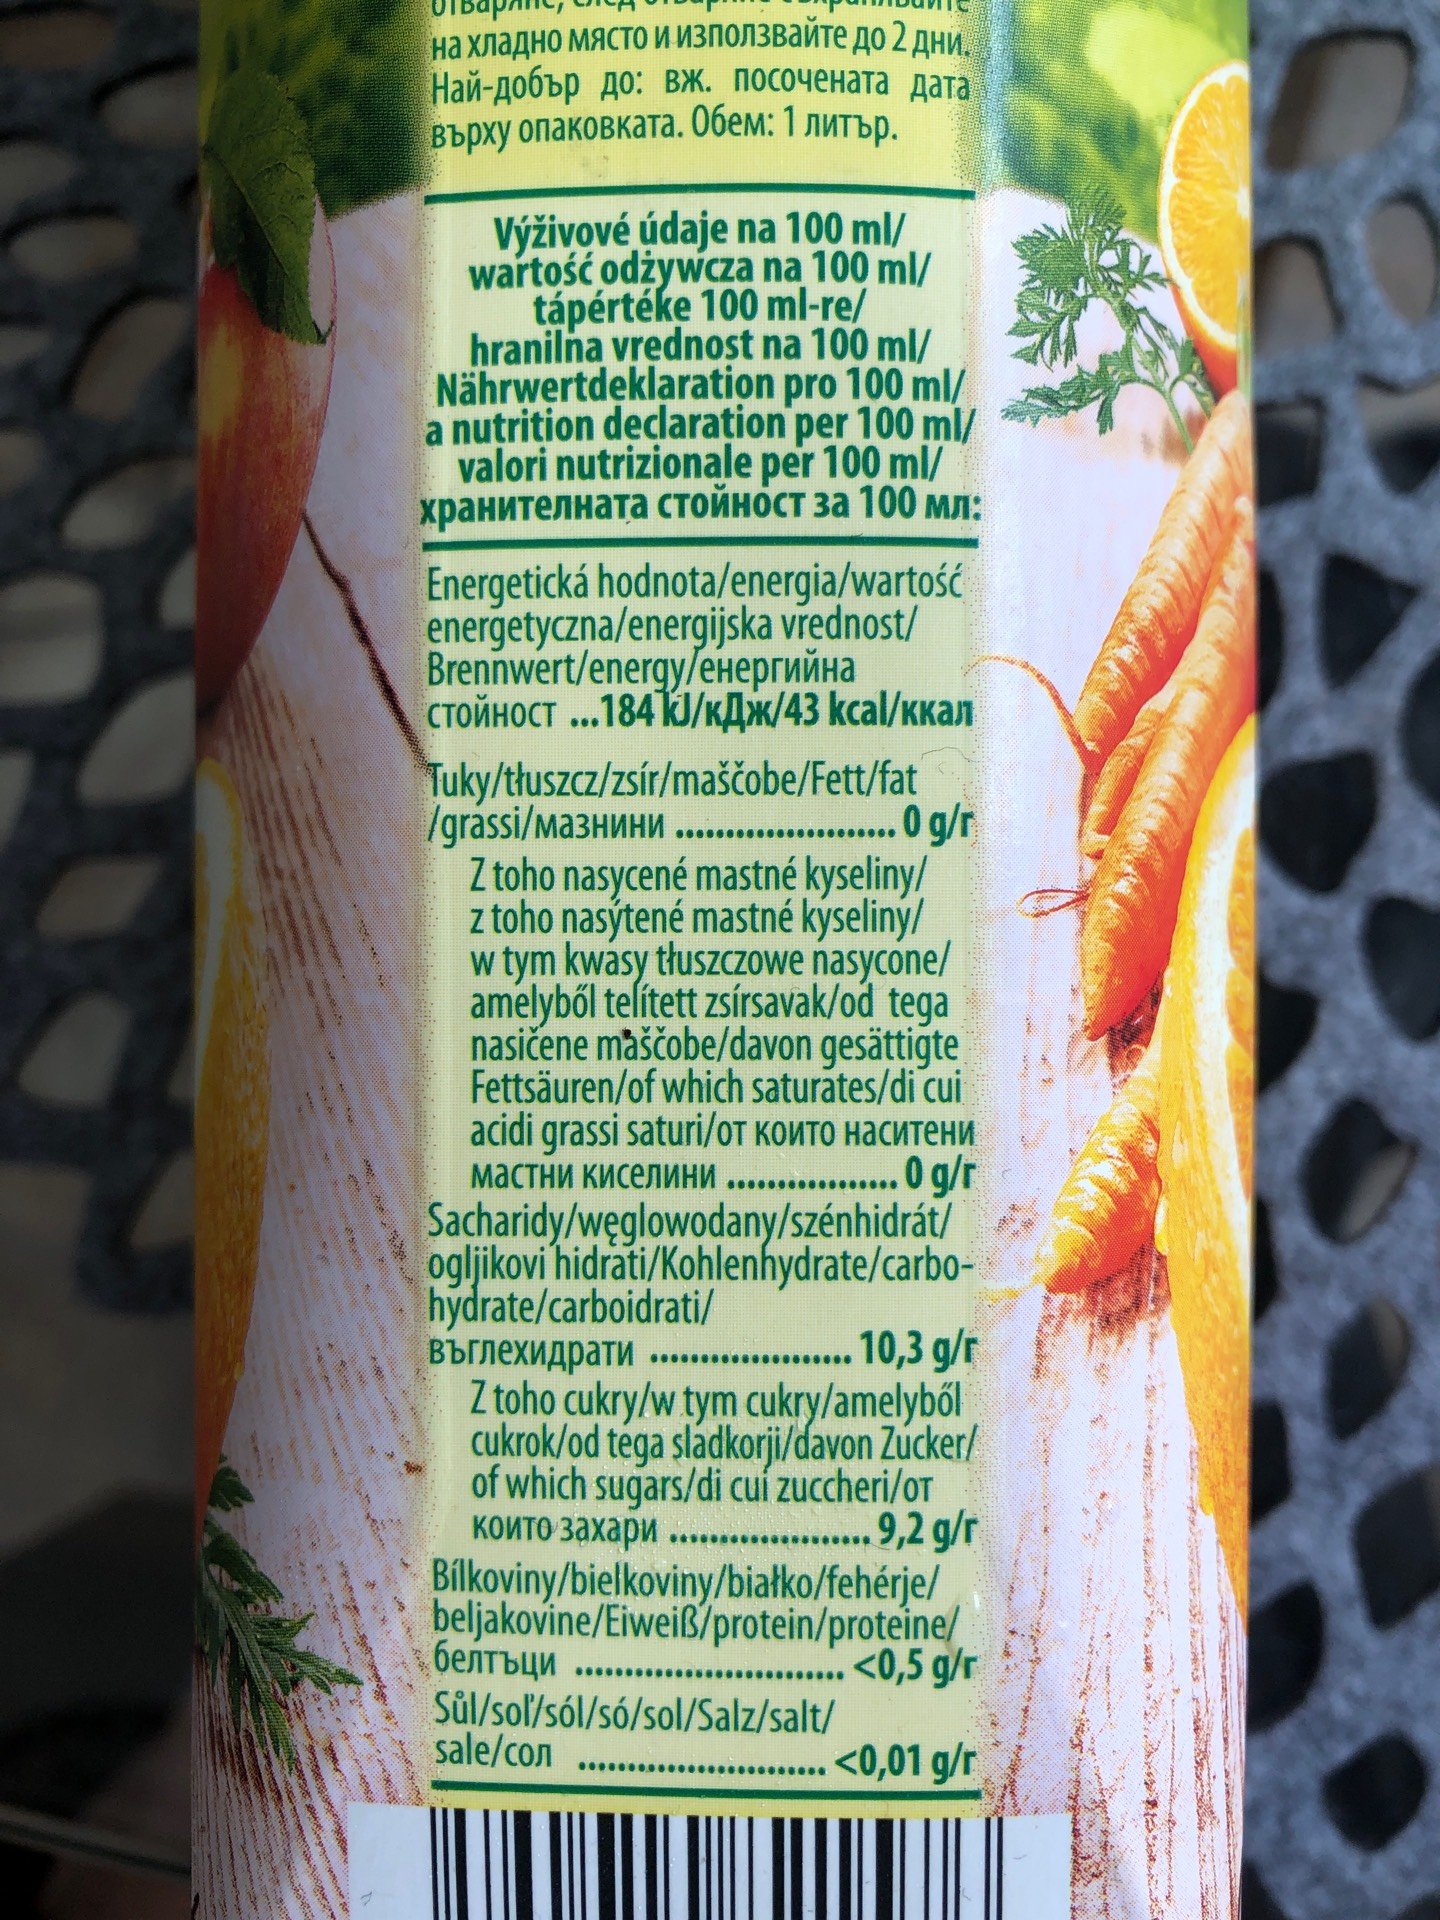 отваряне, след отваряне съхранявайте
на хладно място и използвайте до 2 дни.
Най-добър до: вж. посочената дата
върху опаковката. Обем: 1 литър.
Výživové údaje na 100 ml/
wartość odżywcza na 100 ml/
tápértéke 100 ml-re/
hranilna vrednost na 100 ml/
Nährwertdeklaration pro 100 ml/
a nutrition declaration per 100 ml/
valori nutrizionale per 100 ml/
хранителната стойност за 100 мл:
Energetická hodnota/energia/wartość
energetyczna/energijska vrednost/
Brennwert/energy/енергийна
стойност ...184 kJ/кДж/43 kcal/ккал
Tuky/tłuszcz/zsír/maščobe/Fett/fat
/grassi/мазнини ...................... 0 g/г
Z toho nasycené mastné kyseliny/
z toho nasýtené mastné kyseliny/
w tym kwasy tłuszczowe nasycone/
amelyből telített zsírsavak/od tega
nasičene maščobe/davon gesättigte
Fettsäuren/of which saturates/di cui
acidi grassi saturi/от които наситени
мастни киселини ................. 0 g/г
Sacharidy/węglowodany/szénhidrát/
ogljikovi hidrati/Kohlenhydrate/carbo-
hydrate/carboidrati/
въглехидрати .................... 10,3 g/г
Z toho cukry/w tym cukry/amelyből
cukrok/od tega sladkorji/davon Zucker/
of which sugars/di cui zuccheri/от
които захари .................... 9,2 g/г
Bílkoviny/bielkoviny/białko/fehérje/
beljakovine/Eiweiß/protein/proteine/
белтъци ........................... <0,5 g/г
Sůl/soľ/sól/só/sol/Salz/salt/
sale/сол ......................... <0,01 g/г